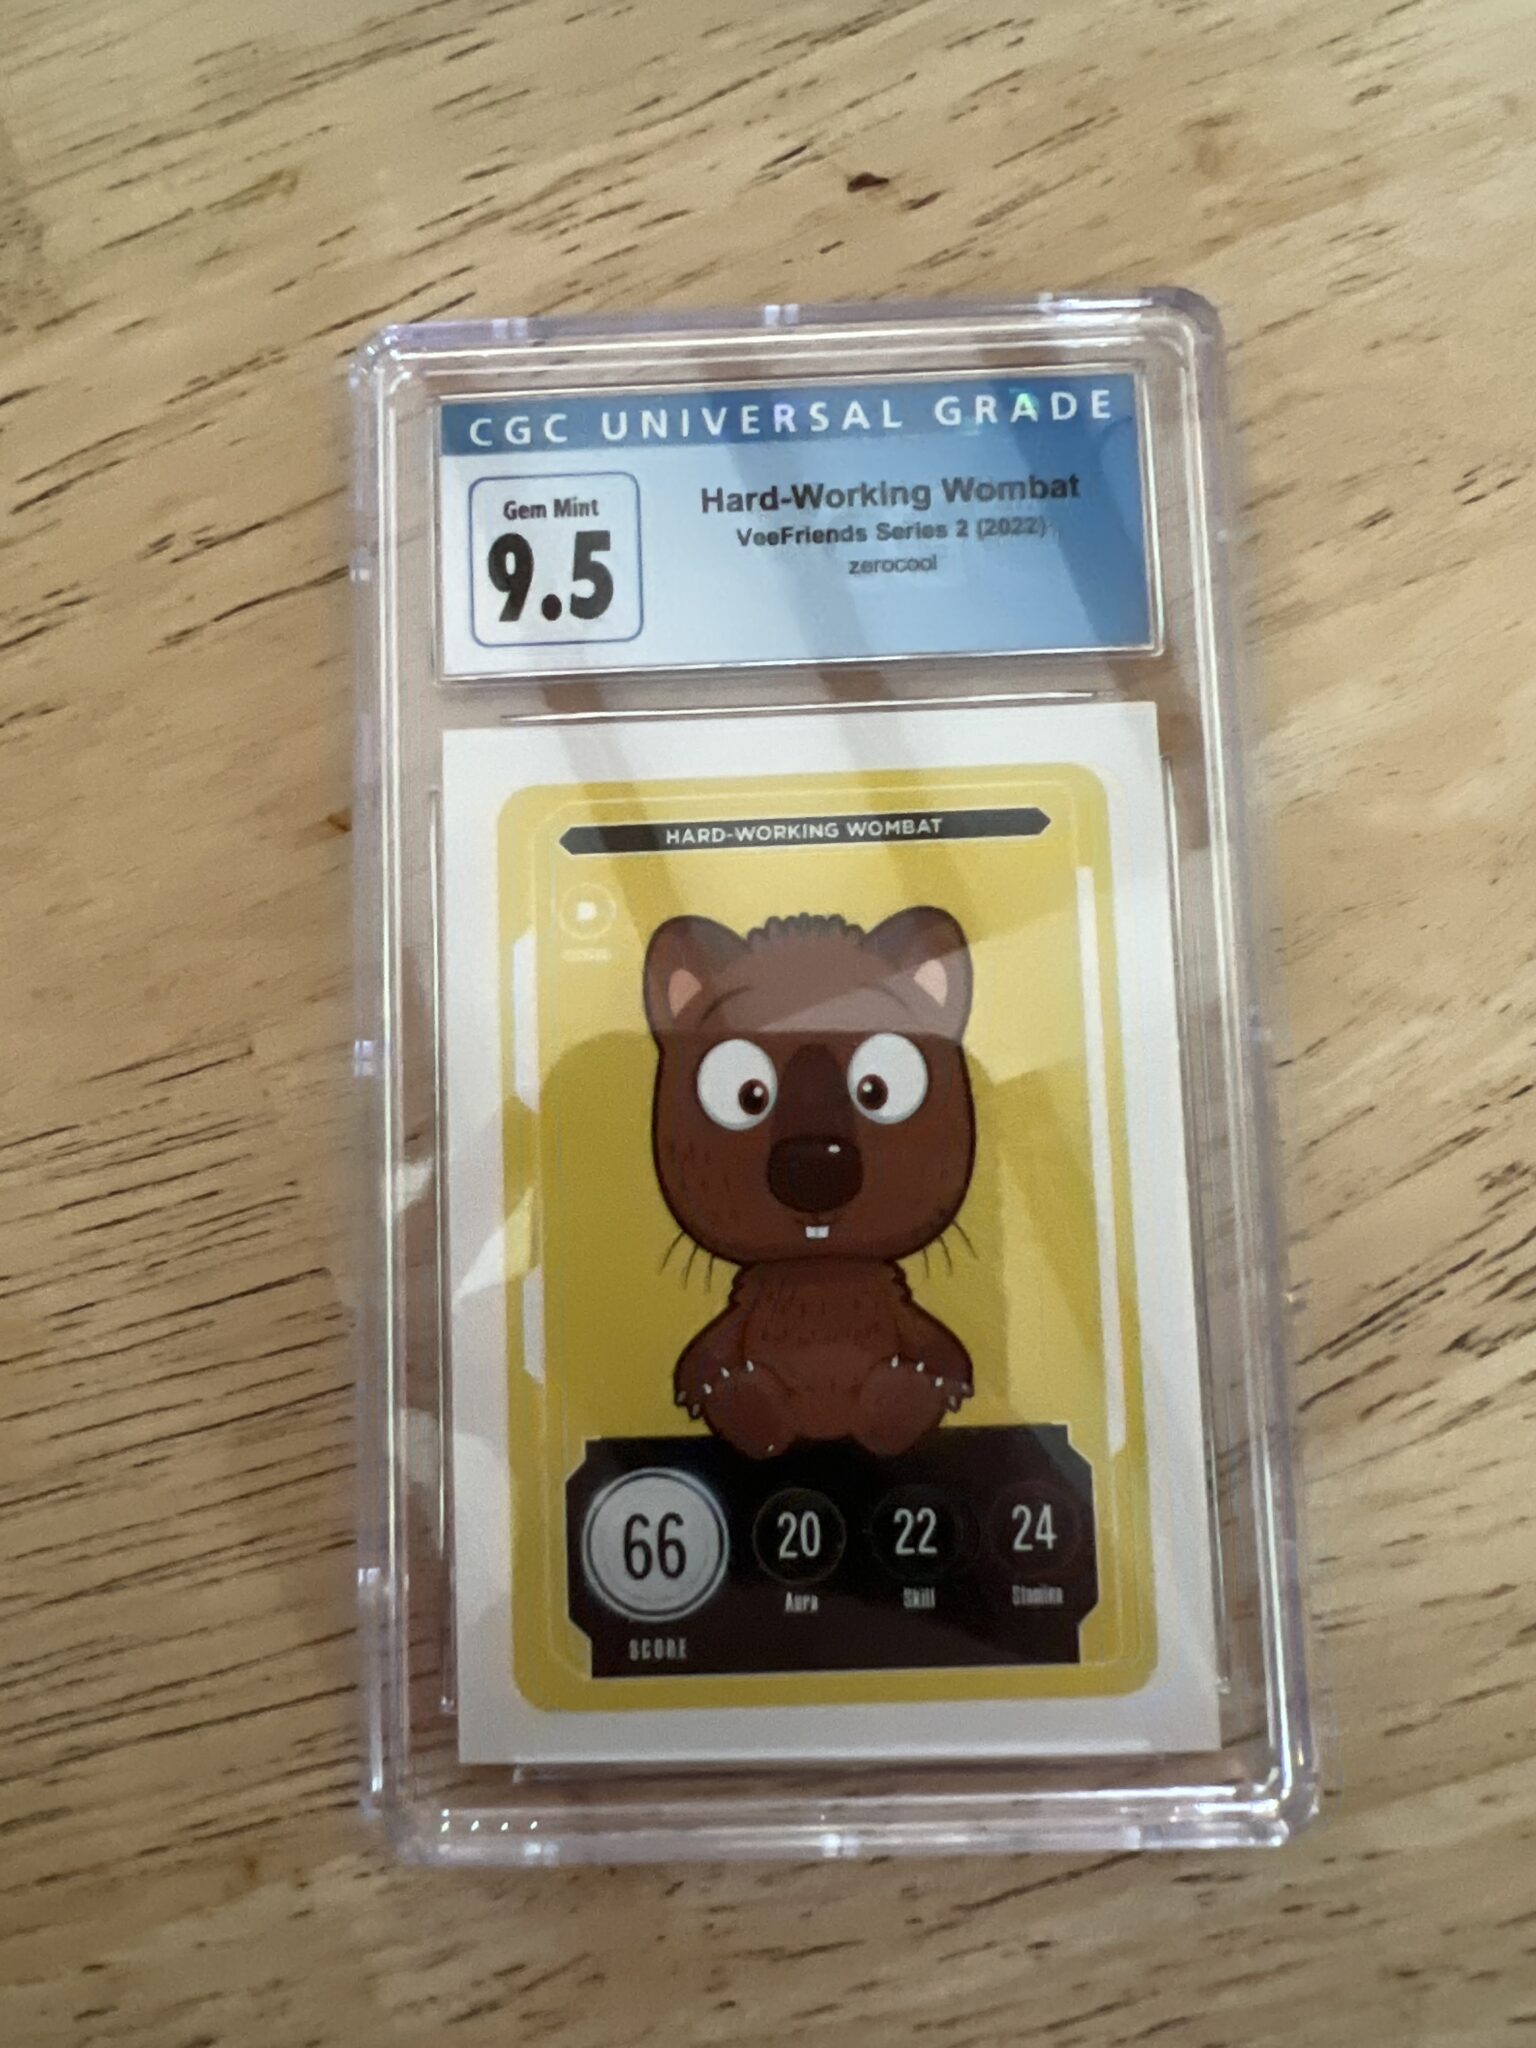 CGC UNIVERSAL GRADE
Gem Mint
9.5
Hard-Working Wombat
VeeFriends Series 2 (2022)
zerocool
HARD-WORKING WOMBAT
66
20
22
24
Aura
Skill
Stamina
SCORE